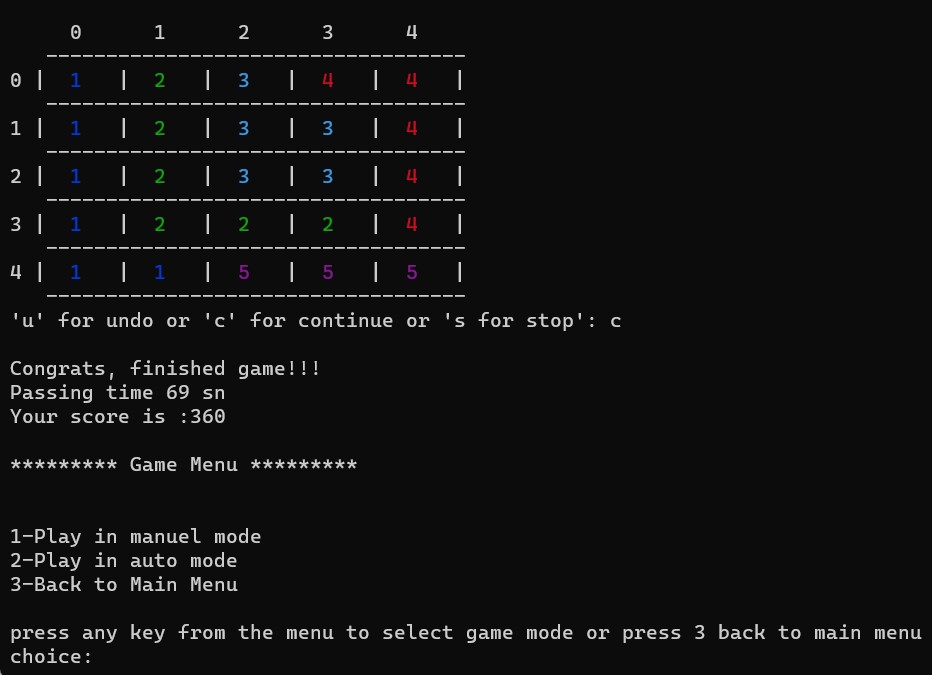 0 1 2 3 4
-----------------------------------
0 | 1 | 2 | 3 | 4 | 4 |
-----------------------------------
1 | 1 | 2 | 3 | 3 | 4 |
-----------------------------------
2 | 1 | 2 | 3 | 3 | 4 |
-----------------------------------
3 | 1 | 2 | 2 | 2 | 4 |
-----------------------------------
4 | 1 | 1 | 5 | 5 | 5 |
-----------------------------------
'u' for undo or 'c' for continue or 's for stop': c
Congrats, finished game!!!
Passing time 69 sn
Your score is :360
********* Game Menu *********
1-Play in manuel mode
2-Play in auto mode
3-Back to Main Menu
press any key from the menu to select game mode or press 3 back to main menu
choice: